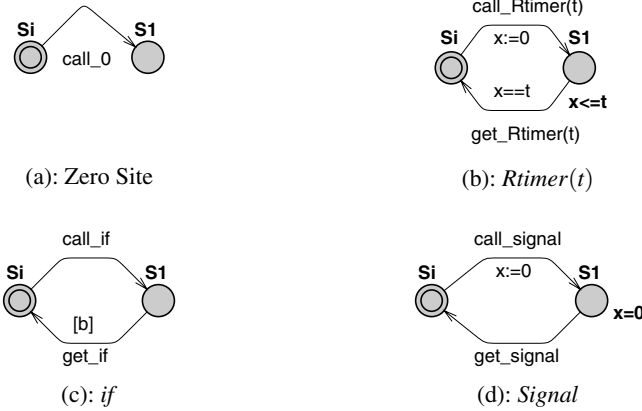 Si
S1
call_0
(a): Zero Site
call_Rtimer(t)
Si
x:=0
S1
x==t
x<=t
get_Rtimer(t)
(b): Rtimer(t)
call_if
Si
S1
[b]
get_if
(c): if
call_signal
Si
x:=0
S1
x=0
get_signal
(d): Signal